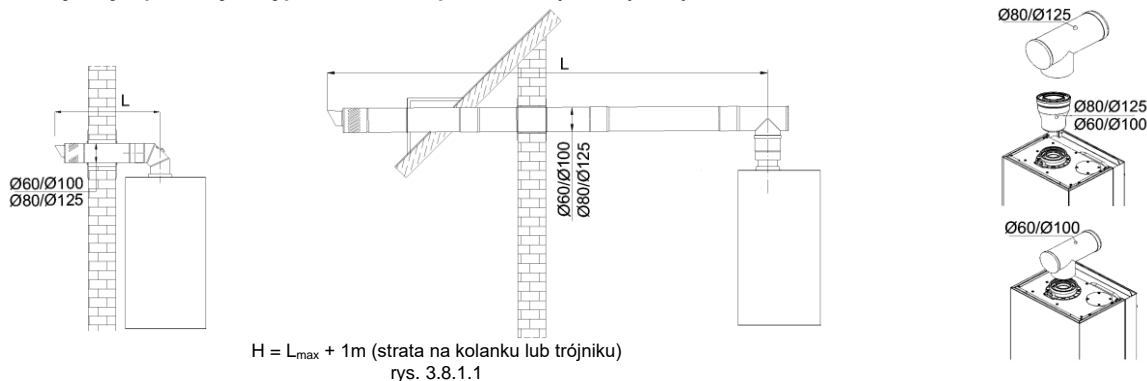 L
Ø60/Ø100
Ø80/Ø125
L
Ø60/Ø100
Ø80/Ø125
H = Lmax + 1m (strata na kolanku lub trójniku)
rys. 3.8.1.1
Ø80/Ø125
Ø80/Ø125
Ø60/Ø100
Ø60/Ø100